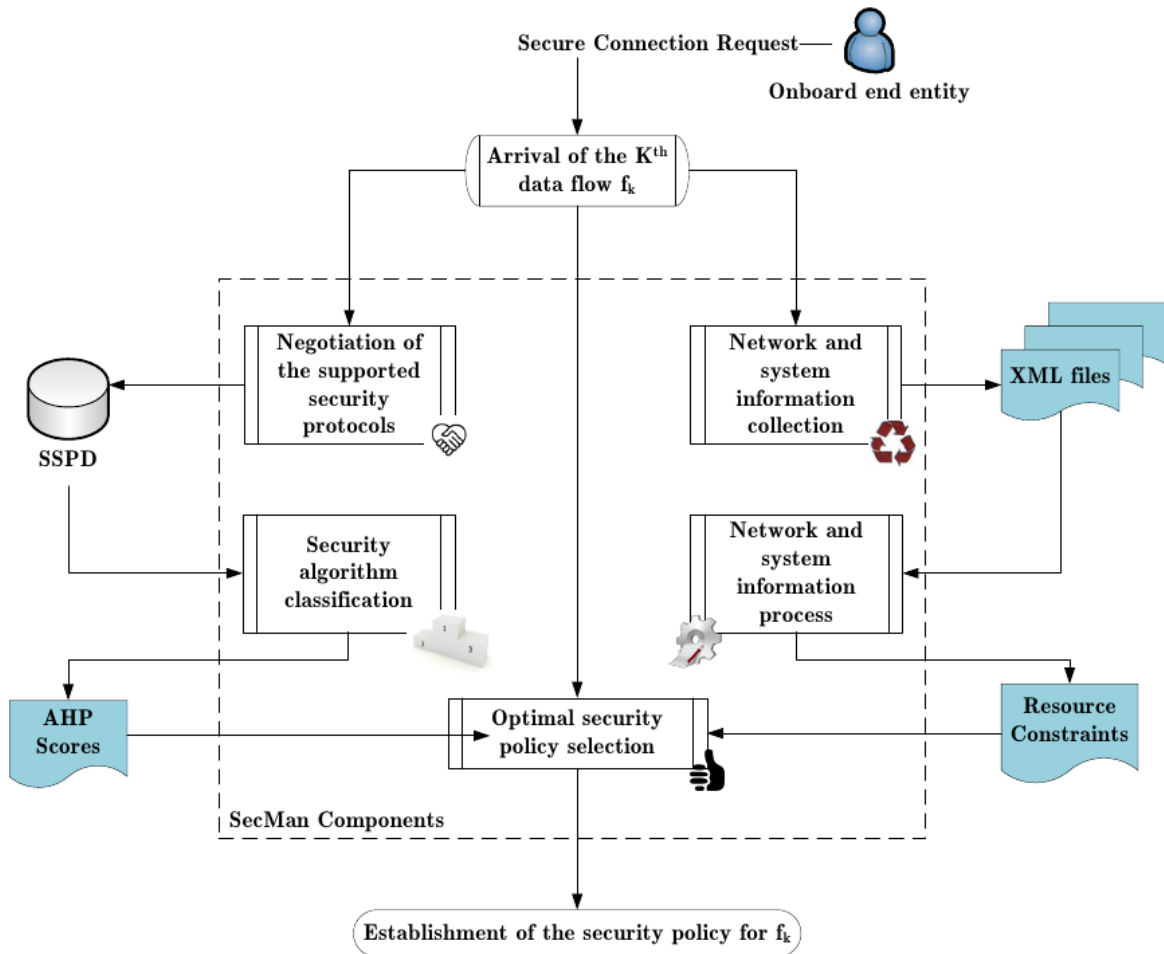 Secure Connection Request
Onboard end entity
Arrival of the Kᵗʰ
data flow fₖ
Negotiation of
the supported
security
protocols
Network and
system
information
collection
XML files
SSPD
Security
algorithm
classification
1
3
Network and
system
information
process
AHP
Scores
Optimal security
policy selection
Resource
Constraints
SecMan Components
Establishment of the security policy for fₖ